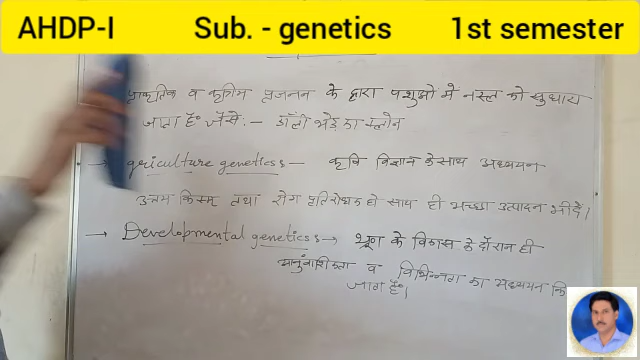 AHDP-I Sub. - genetics 1st semester
प्राकृतिक व कृत्रिम प्रजनन के द्वारा पशुओं में नस्ल को सुधारा
जाता है। जैसे:- डॉली भेड़ का क्लोन
→ griculture genetics - कृषि विज्ञान के साथ अध्ययन
उत्तम किस्म तथा रोग प्रतिरोधक हो साथ ही अच्छा उत्पादन भी दें।
→ Developmental genetics → भ्रूण के विकास के दौरान ही
आनुवांशिकता व विभिन्नता का अध्ययन कि
जाता है।